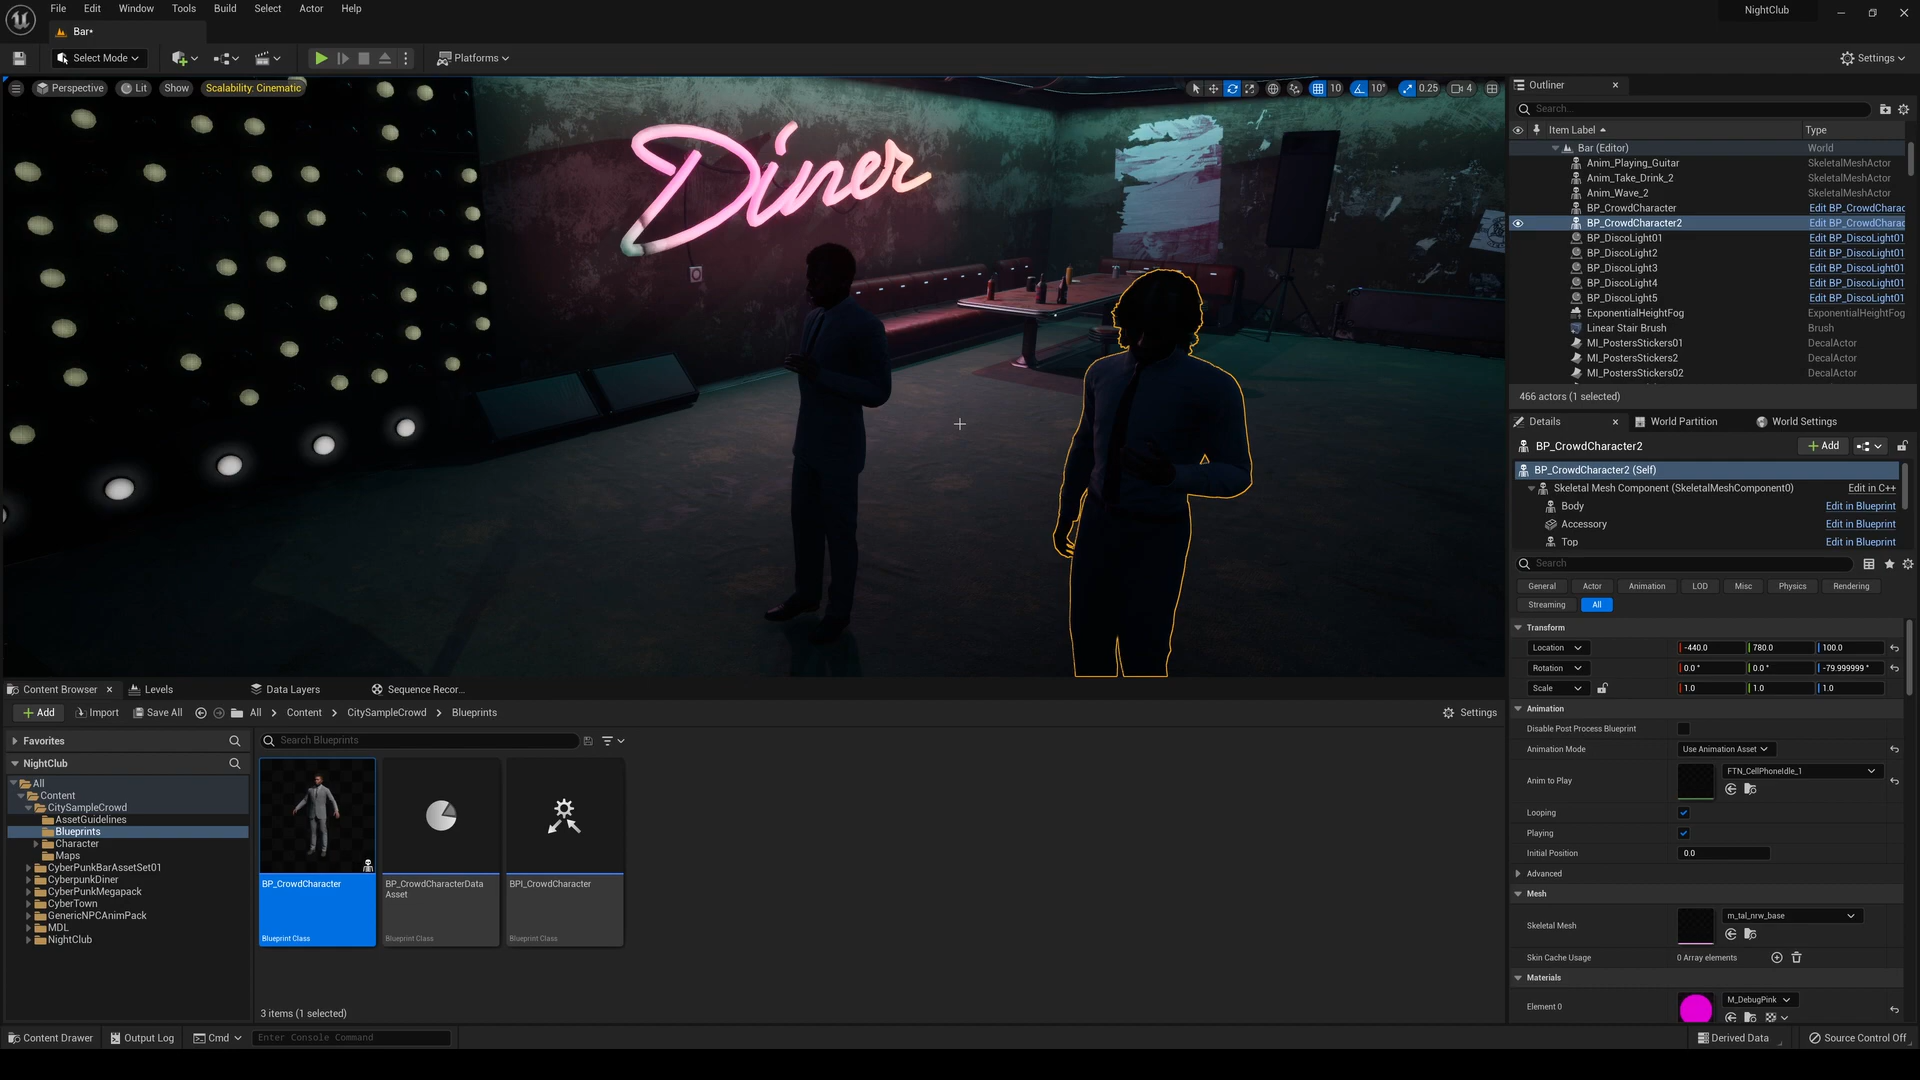 File Edit Window Tools Build Select Actor Help
NightClub
Bar•
Select Mode
Platforms
Settings
Perspective
Lit
Show
Scalability: Cinematic
10
10°
0.25
4
Diner
Outliner
Search...
Item Label
Type
Bar (Editor)
World
Anim_Playing_Guitar
SkeletalMeshActor
Anim_Take_Drink_2
SkeletalMeshActor
Anim_Wave_2
SkeletalMeshActor
BP_CrowdCharacter
Edit BP_CrowdCharac
BP_CrowdCharacter2
Edit BP_CrowdCharac
BP_DiscoLight01
Edit BP_DiscoLight01
BP_DiscoLight2
Edit BP_DiscoLight01
BP_DiscoLight3
Edit BP_DiscoLight01
BP_DiscoLight4
Edit BP_DiscoLight01
BP_DiscoLight5
Edit BP_DiscoLight01
ExponentialHeightFog
ExponentialHeightFog
Linear Stair Brush
Brush
MI_PostersStickers01
DecalActor
MI_PostersStickers2
DecalActor
MI_PostersStickers02
DecalActor
466 actors (1 selected)
Details
World Partition
World Settings
BP_CrowdCharacter2
Add
BP_CrowdCharacter2 (Self)
Skeletal Mesh Component (SkeletalMeshComponent0)
Edit in C++
Body
Edit in Blueprint
Accessory
Edit in Blueprint
Top
Edit in Blueprint
Search
General
Actor
Animation
LOD
Misc
Physics
Rendering
Streaming
All
Transform
Location
-440.0
780.0
100.0
Rotation
0.0 °
0.0 °
-79.999999 °
Scale
1.0
1.0
1.0
Animation
Disable Post Process Blueprint
Animation Mode
Use Animation Asset
Anim to Play
FTN_CellPhoneIdle_1
Looping
Playing
Initial Position
0.0
Advanced
Mesh
Skeletal Mesh
m_tal_nrw_base
Skin Cache Usage
0 Array elements
Materials
Element 0
M_DebugPink
Content Browser
Levels
Data Layers
Sequence Recor...
Add
Import
Save All
All
Content
CitySampleCrowd
Blueprints
Settings
Favorites
NightClub
All
Content
CitySampleCrowd
AssetGuidelines
Blueprints
Character
Maps
CyberPunkBarAssetSet01
CyberpunkDiner
CyberPunkMegapack
CyberTown
GenericNPCAnimPack
MDL
NightClub
Search Blueprints
BP_CrowdCharacter
Blueprint Class
BP_CrowdCharacterData
Asset
Blueprint Class
BPI_CrowdCharacter
Blueprint Class
3 items (1 selected)
Content Drawer
Output Log
Cmd
Enter Console Command
Derived Data
Source Control Off